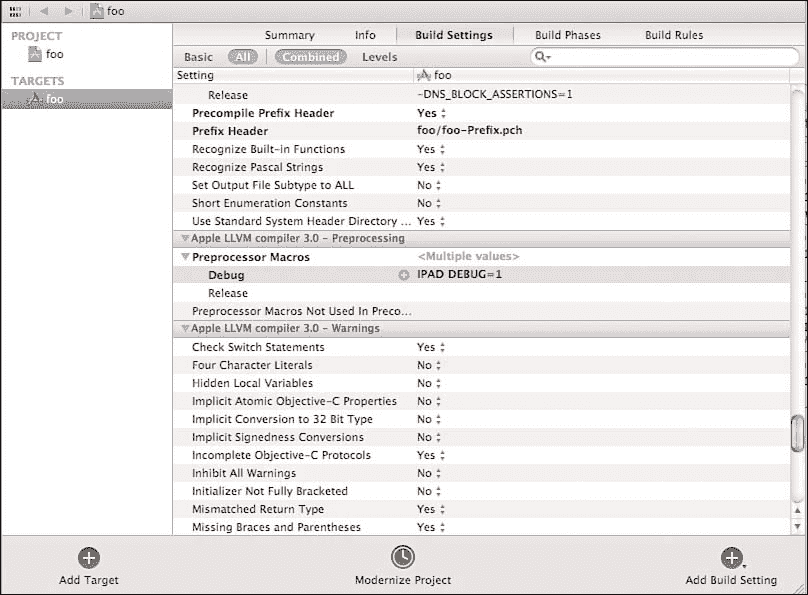 foo
PROJECT
foo
TARGETS
foo
Summary Info Build Settings Build Phases Build Rules
Basic All Combined Levels
Setting foo
Release -DNS_BLOCK_ASSERTIONS=1
Precompile Prefix Header Yes
Prefix Header foo/foo-Prefix.pch
Recognize Built-in Functions Yes
Recognize Pascal Strings Yes
Set Output File Subtype to ALL No
Short Enumeration Constants No
Use Standard System Header Directory ... Yes
Apple LLVM compiler 3.0 - Preprocessing
Preprocessor Macros <Multiple values>
Debug IPAD DEBUG=1
Release
Preprocessor Macros Not Used In Preco...
Apple LLVM compiler 3.0 - Warnings
Check Switch Statements Yes
Four Character Literals No
Hidden Local Variables No
Implicit Atomic Objective-C Properties No
Implicit Conversion to 32 Bit Type No
Implicit Signedness Conversions No
Incomplete Objective-C Protocols Yes
Inhibit All Warnings No
Initializer Not Fully Bracketed No
Mismatched Return Type Yes
Missing Braces and Parentheses Yes
Add Target Modernize Project Add Build Setting